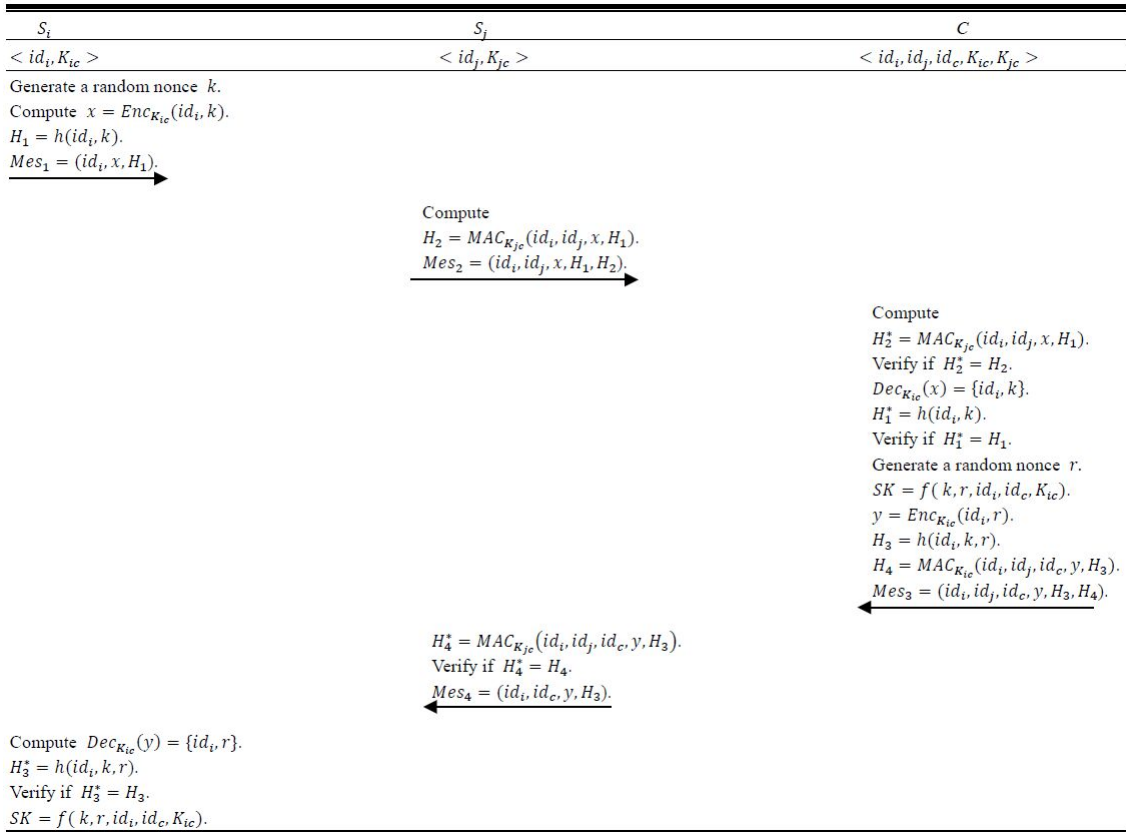 S_i S_j C
< id_i, K_ic > < id_j, K_jc > < id_i, id_j, id_c, K_ic, K_jc >
Generate a random nonce k.
Compute x = Enc_{K_ic}(id_i, k).
H_1 = h(id_i, k).
Mes_1 = (id_i, x, H_1).
Compute
H_2 = MAC_{K_jc}(id_i, id_j, x, H_1).
Mes_2 = (id_i, id_j, x, H_1, H_2).
Compute
H_2^* = MAC_{K_jc}(id_i, id_j, x, H_1).
Verify if H_2^* = H_2.
Dec_{K_ic}(x) = {id_i, k}.
H_1^* = h(id_i, k).
Verify if H_1^* = H_1.
Generate a random nonce r.
SK = f( k, r, id_i, id_c, K_ic).
y = Enc_{K_ic}(id_i, r).
H_3 = h(id_i, k, r).
H_4 = MAC_{K_ic}(id_i, id_j, id_c, y, H_3).
Mes_3 = (id_i, id_j, id_c, y, H_3, H_4).
H_4^* = MAC_{K_jc}(id_i, id_j, id_c, y, H_3).
Verify if H_4^* = H_4.
Mes_4 = (id_i, id_c, y, H_3).
Compute Dec_{K_ic}(y) = {id_i, r}.
H_3^* = h(id_i, k, r).
Verify if H_3^* = H_3.
SK = f( k, r, id_i, id_c, K_ic).